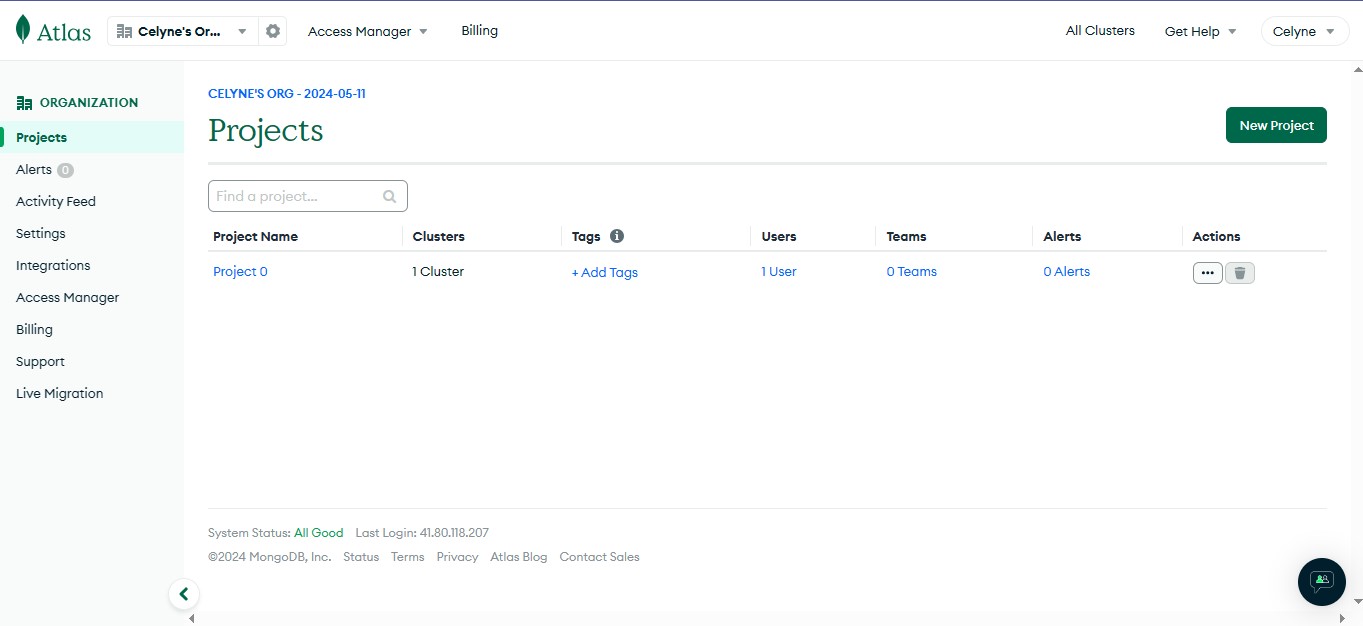 Atlas
Celyne's Or...
Access Manager
Billing
All Clusters
Get Help
Celyne
ORGANIZATION
Projects
Alerts 0
Activity Feed
Settings
Integrations
Access Manager
Billing
Support
Live Migration
CELYNE'S ORG - 2024-05-11
Projects
New Project
Find a project...
Project Name Clusters Tags Users Teams Alerts Actions
Project 0 1 Cluster + Add Tags 1 User 0 Teams 0 Alerts
System Status: All Good Last Login: 41.80.118.207
©2024 MongoDB, Inc. Status Terms Privacy Atlas Blog Contact Sales